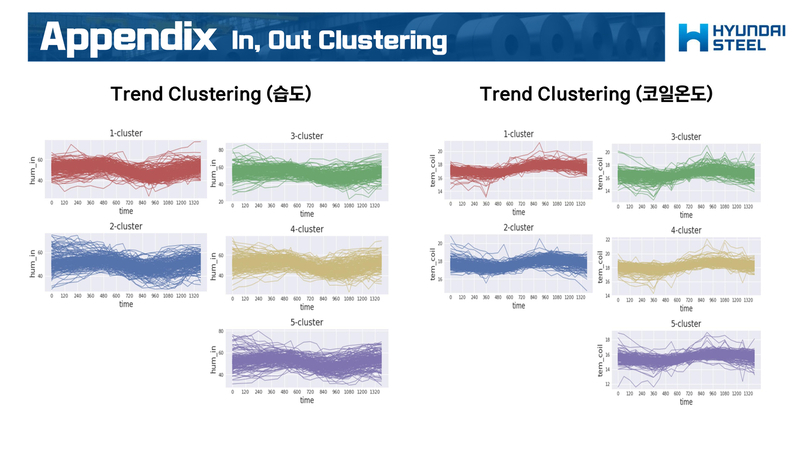 Appendix In, Out Clustering
HYUNDAI
STEEL
Trend Clustering (습도)
Trend Clustering (코일온도)
1-cluster
hum_in
60
40
0 120 240 360 480 600 720 840 960 1080 1200 1320
time
3-cluster
hum_in
80
60
40
20
0 120 240 360 480 600 720 840 960 1080 1200 1320
time
2-cluster
hum_in
60
40
0 120 240 360 480 600 720 840 960 1080 1200 1320
time
4-cluster
hum_in
60
40
0 120 240 360 480 600 720 840 960 1080 1200 1320
time
5-cluster
hum_in
80
60
40
0 120 240 360 480 600 720 840 960 1080 1200 1320
time
1-cluster
tem_coil
20
18
16
14
0 120 240 360 480 600 720 840 960 1080 1200 1320
time
3-cluster
tem_coil
20
18
16
14
0 120 240 360 480 600 720 840 960 1080 1200 1320
time
2-cluster
tem_coil
20
18
16
0 120 240 360 480 600 720 840 960 1080 1200 1320
time
4-cluster
tem_coil
22
20
18
16
14
0 120 240 360 480 600 720 840 960 1080 1200 1320
time
5-cluster
tem_coil
18
16
14
12
0 120 240 360 480 600 720 840 960 1080 1200 1320
time